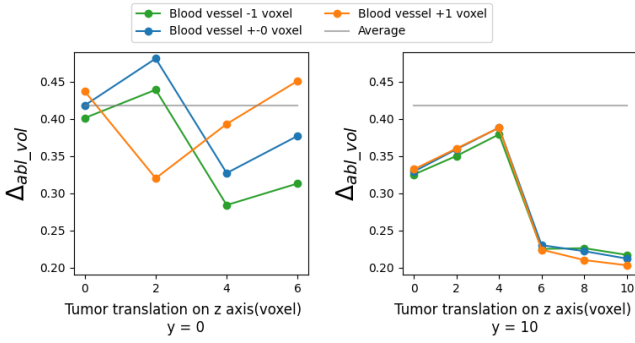 Blood vessel -1 voxel
Blood vessel +-0 voxel
Blood vessel +1 voxel
Average
Δabl_vol
0.45
0.40
0.35
0.30
0.25
0.20
0 2 4 6
Tumor translation on z axis(voxel)
y = 0
Δabl_vol
0.45
0.40
0.35
0.30
0.25
0.20
0 2 4 6 8 10
Tumor translation on z axis(voxel)
y = 10